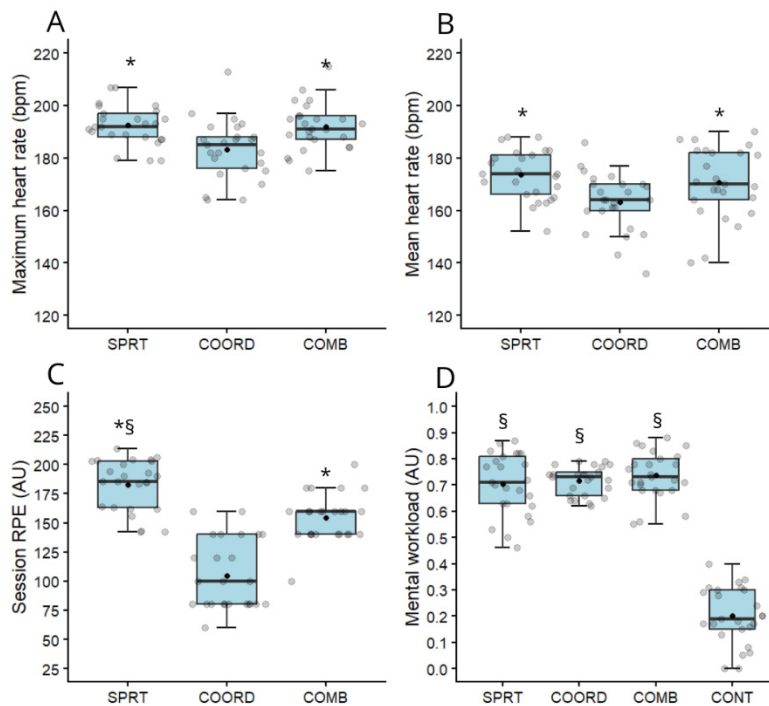 A
Maximum heart rate (bpm)
220
200
180
160
140
120
*
*
SPRT
COORD
COMB
B
Mean heart rate (bpm)
220
200
180
160
140
120
*
*
SPRT
COORD
COMB
C
Session RPE (AU)
250
225
200
175
150
125
100
75
50
25
*§
*
SPRT
COORD
COMB
D
Mental workload (AU)
1.0
0.9
0.8
0.7
0.6
0.5
0.4
0.3
0.2
0.1
0.0
§
§
§
SPRT
COORD
COMB
CONT